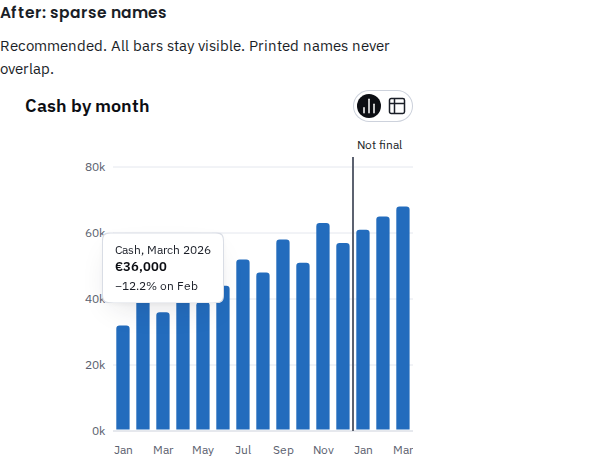 After: sparse names
Recommended. All bars stay visible. Printed names never
overlap.
Cash by month
Not final
80k
60k
Cash, March 2026
€36,000
−12.2% on Feb
40k
20k
0k
Jan Mar May Jul Sep Nov Jan Mar